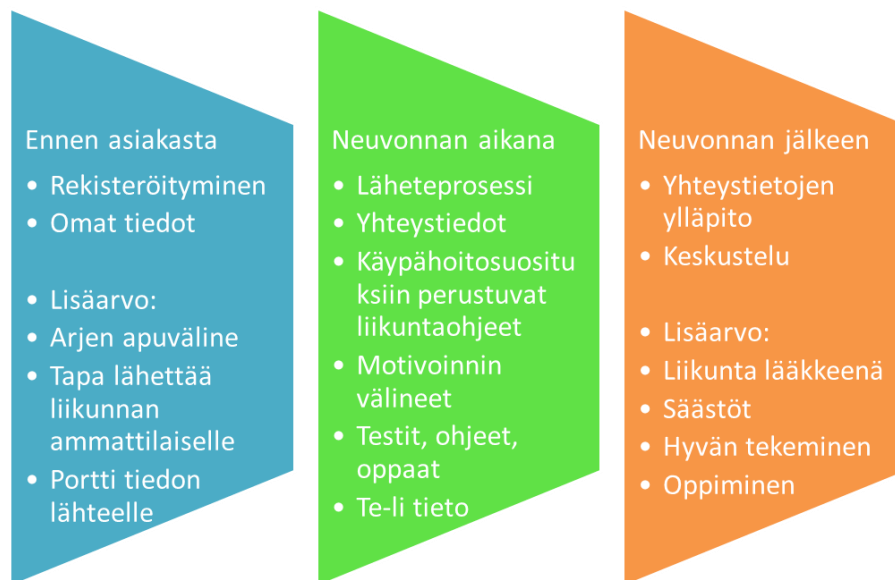 Ennen asiakasta
• Rekisteröityminen
• Omat tiedot
• Lisäarvo:
• Arjen apuväline
• Tapa lähettää
liikunnan
ammattilaiselle
• Portti tiedon
lähteelle
Neuvonnan aikana
• Läheteprosessi
• Yhteystiedot
• Käypähoitosuositu
ksiin perustuvat
liikuntaohjeet
• Motivoinnin
välineet
• Testit, ohjeet,
oppaat
• Te-li tieto
Neuvonnan jälkeen
• Yhteystietojen
ylläpito
• Keskustelu
• Lisäarvo:
• Liikunta lääkkeenä
• Säästöt
• Hyvän tekeminen
• Oppiminen